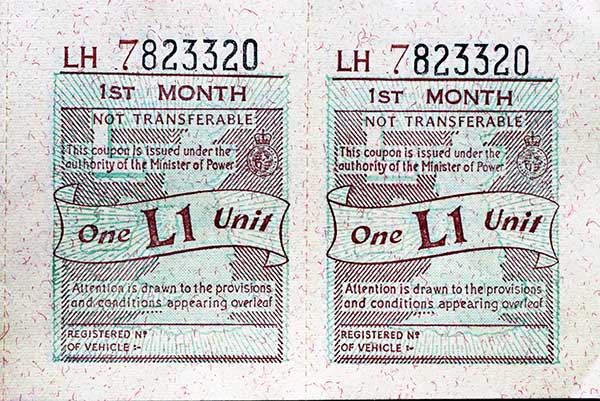 LH 7823320
1ST MONTH
NOT TRANSFERABLE
This coupon is issued under the
authority of the Minister of Power
One L1 Unit
Attention is drawn to the provisions
and conditions appearing overleaf
REGISTERED Nº
OF VEHICLE :-
LH 7823320
1ST MONTH
NOT TRANSFERABLE
This coupon is issued under the
authority of the Minister of Power
One L1 Unit
Attention is drawn to the provisions
and conditions appearing overleaf
REGISTERED Nº
OF VEHICLE :-